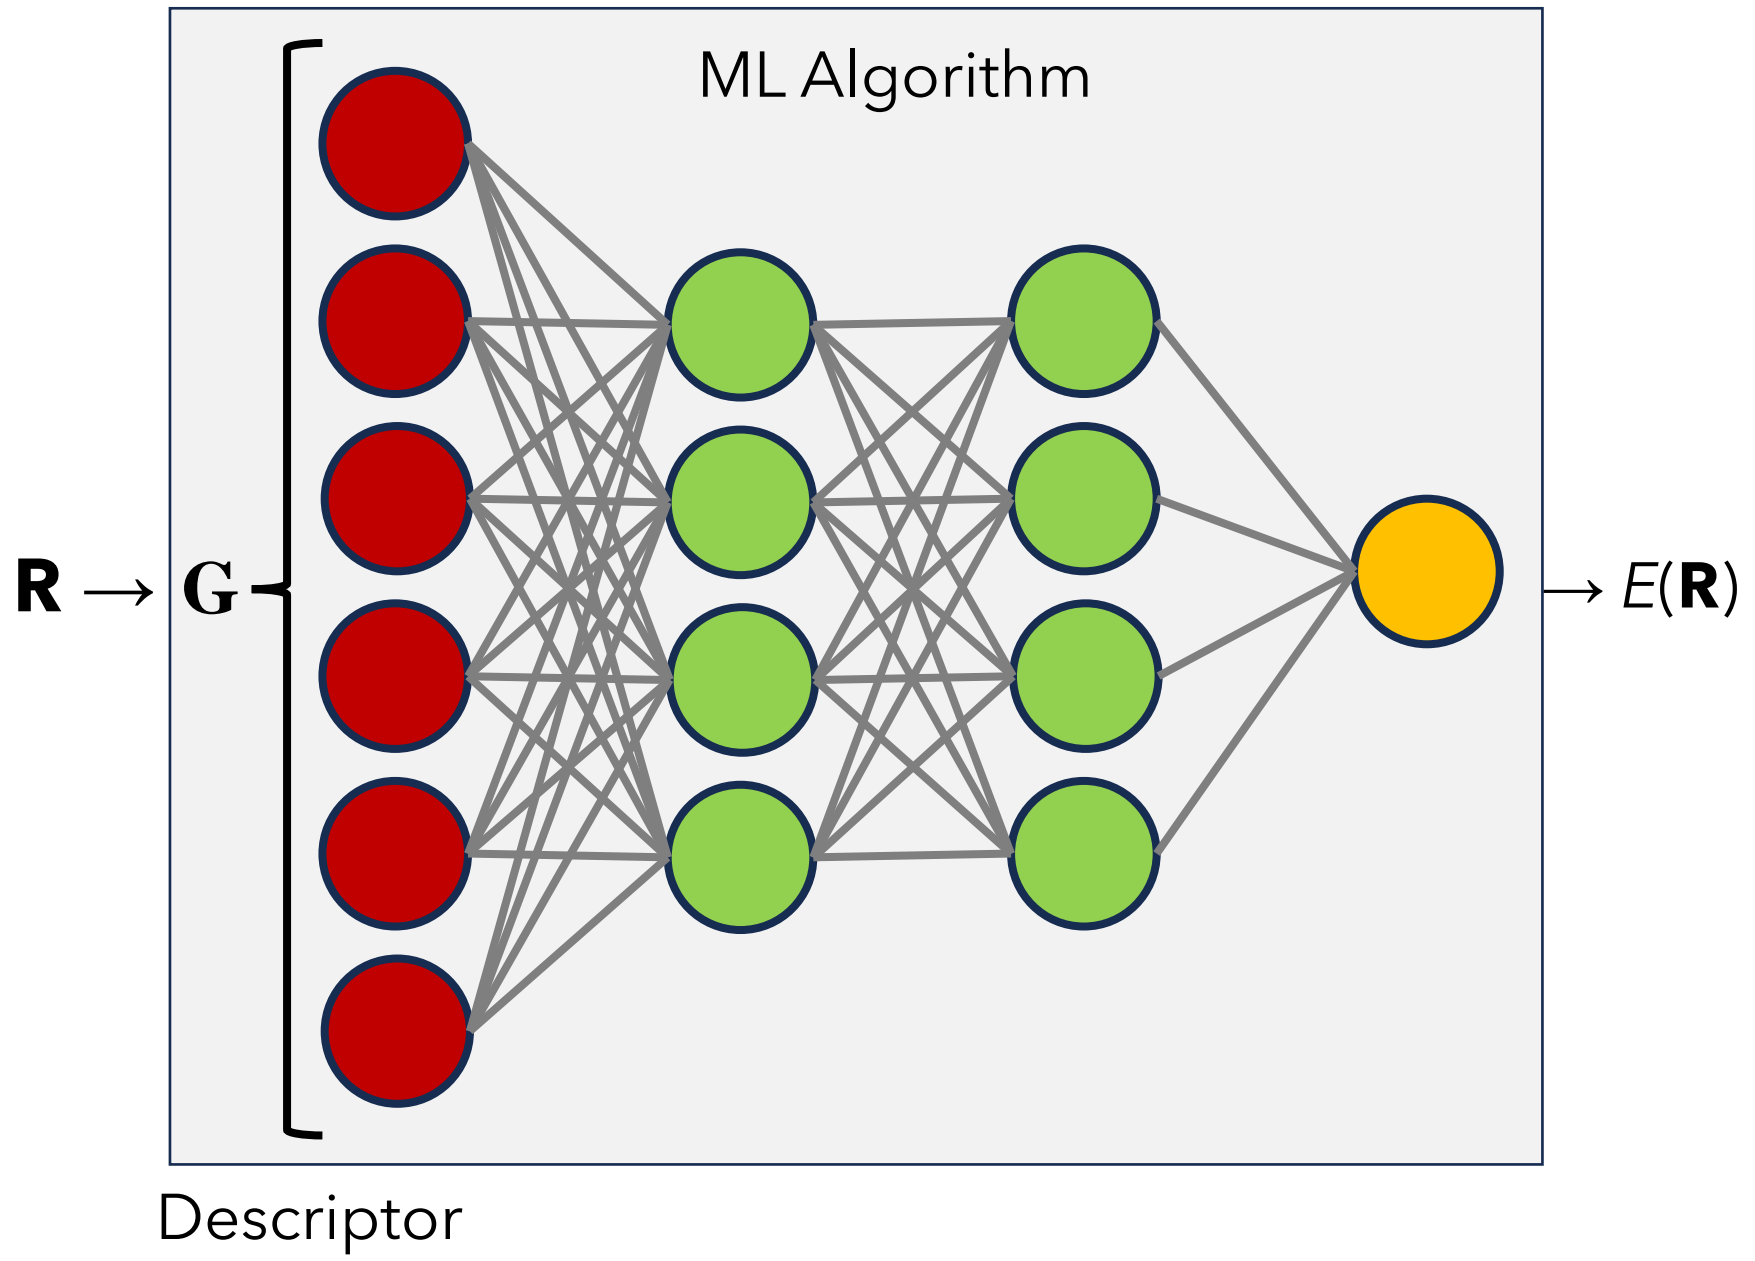 ML Algorithm
R → G → E(R)
Descriptor